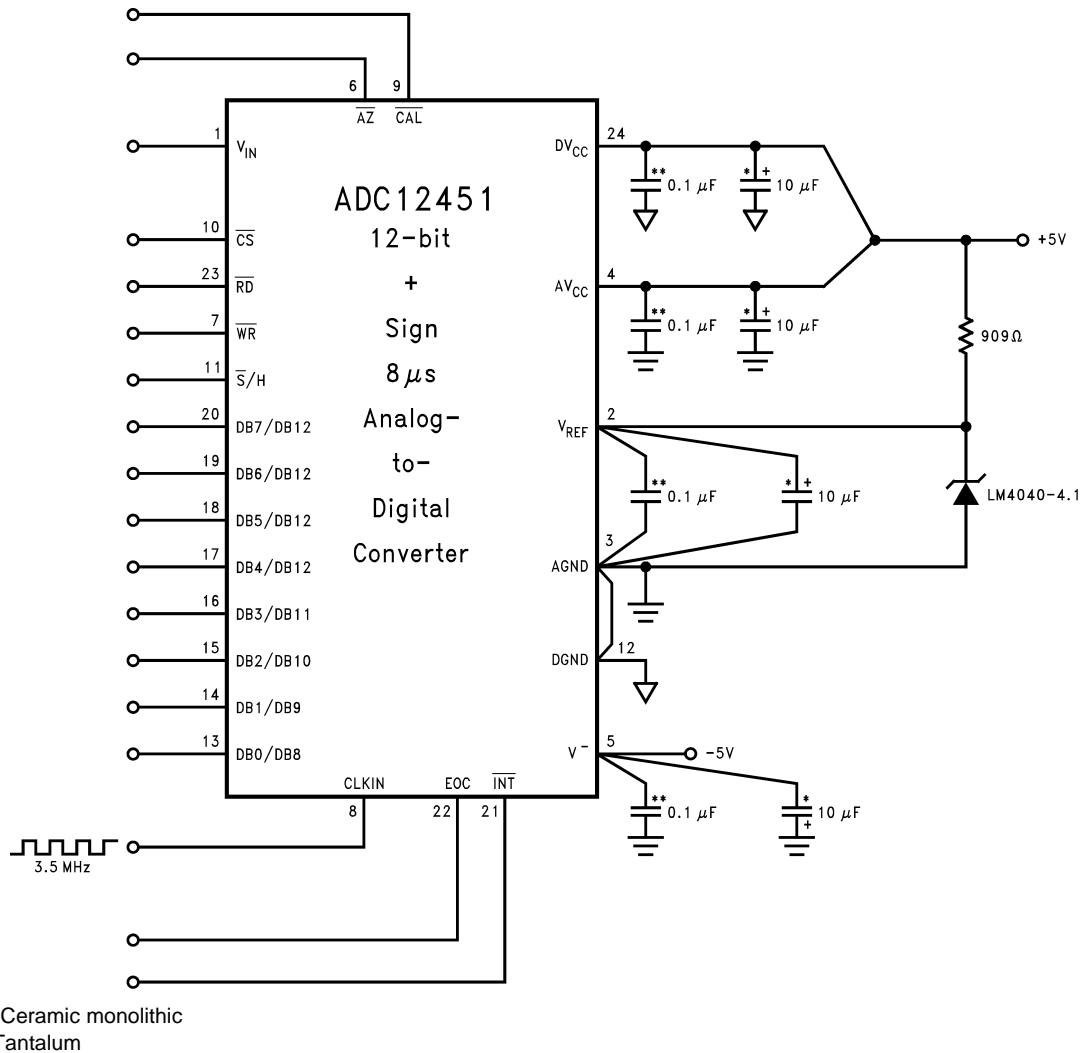 6
9
AZ
CAL
1
V_IN
10
CS
23
RD
7
WR
11
S/H
20
DB7/DB12
19
DB6/DB12
18
DB5/DB12
17
DB4/DB12
16
DB3/DB11
15
DB2/DB10
14
DB1/DB9
13
DB0/DB8
ADC12451
12-bit
+
Sign
8 μs
Analog-
to-
Digital
Converter
DV_CC
24
** 0.1 μF
* + 10 μF
+5V
AV_CC
4
** 0.1 μF
* + 10 μF
909Ω
V_REF
2
** 0.1 μF
* + 10 μF
LM4040-4.1
AGND
3
DGND
12
V⁻
5
-5V
** 0.1 μF
* + 10 μF
CLKIN
EOC
INT
8
22
21
3.5 MHz
Ceramic monolithic
Tantalum